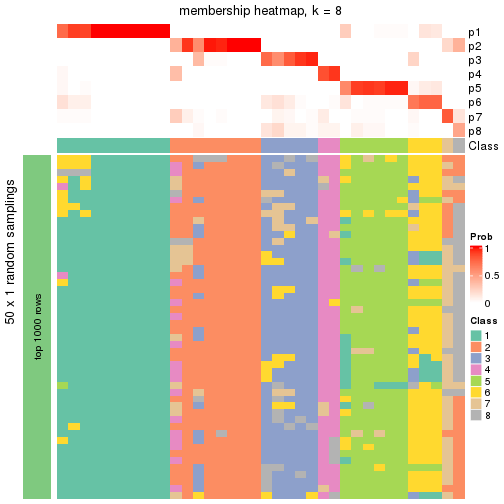 membership heatmap, k = 8
p1
p2
p3
p4
p5
p6
p7
p8
Class
50 x 1 random samplings
top 1000 rows
Prob
1
0.5
0
Class
1
2
3
4
5
6
7
8